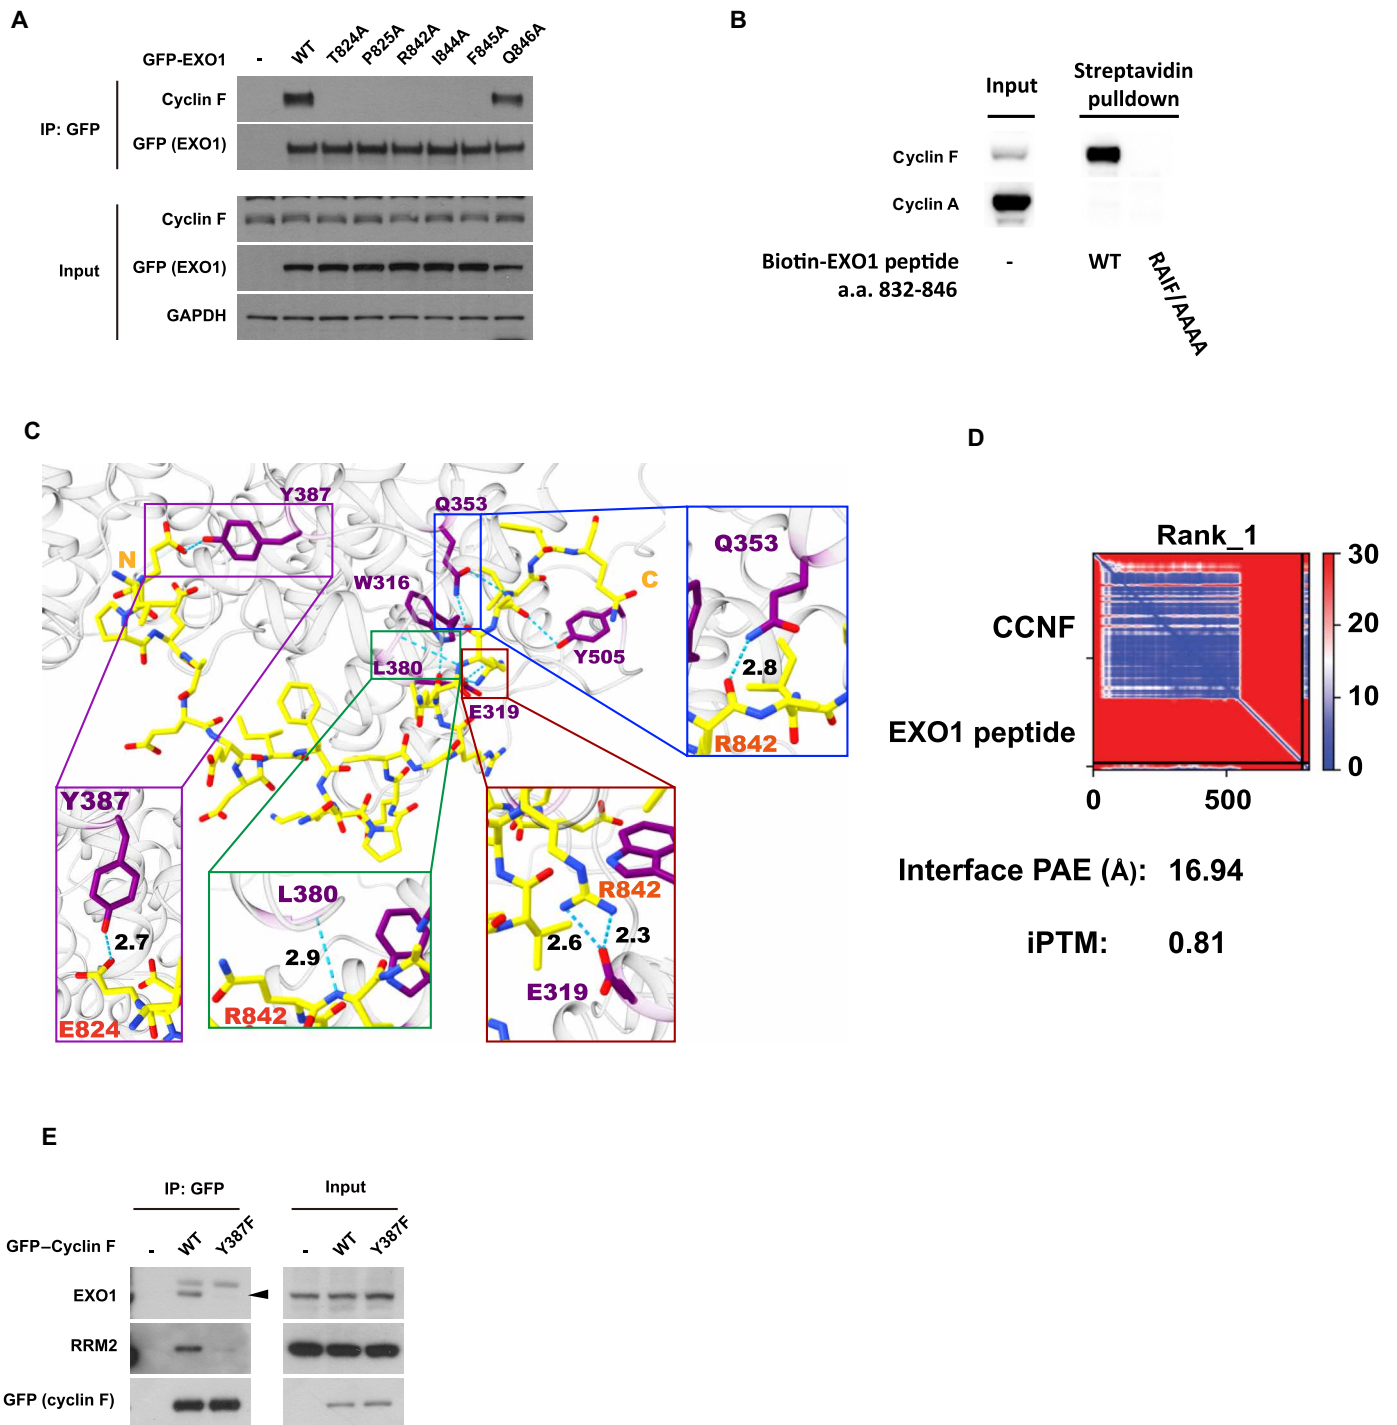 A
GFP-EXO1
-
WT
T824A
P825A
R842A
I844A
F845A
Q846A
IP: GFP
Cyclin F
GFP (EXO1)
Input
Cyclin F
GFP (EXO1)
GAPDH
B
Input
Streptavidin
pulldown
Cyclin F
Cyclin A
Biotin-EXO1 peptide
a.a. 832-846
-
WT
RAIF/AAAA
C
Y387
Q353
N
W316
C
L380
Y505
E319
Q353
2.8
R842
Y387
2.7
E824
L380
2.9
R842
R842
2.6
2.3
E319
D
Rank_1
CCNF
EXO1 peptide
30
20
10
0
0
500
Interface PAE (Å): 16.94
iPTM: 0.81
E
IP: GFP
Input
GFP–Cyclin F
-
WT
Y387F
-
WT
Y387F
EXO1
RRM2
GFP (cyclin F)